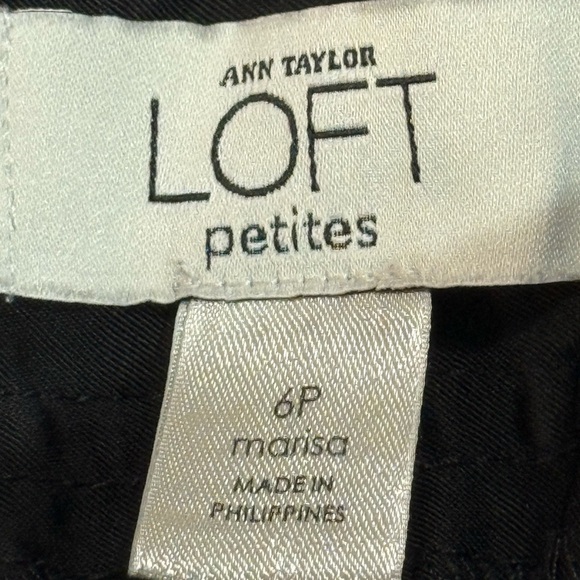 ANN TAYLOR
LOFT
petites
6P
marisa
MADE IN
PHILIPPINES